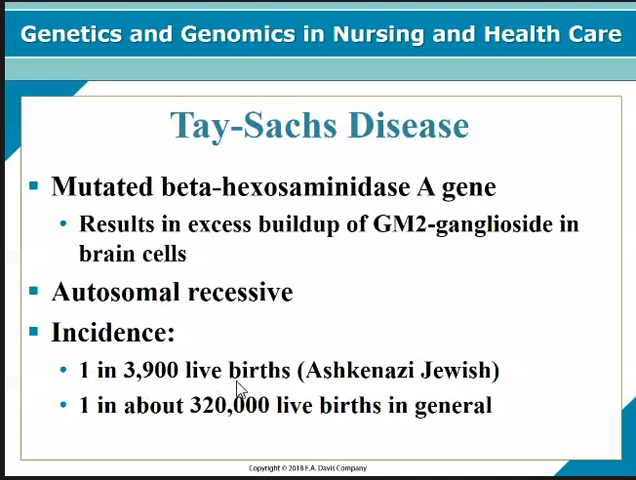 Genetics and Genomics in Nursing and Health Care
Tay-Sachs Disease
▪ Mutated beta-hexosaminidase A gene
• Results in excess buildup of GM2-ganglioside in
brain cells
▪ Autosomal recessive
▪ Incidence:
• 1 in 3,900 live births (Ashkenazi Jewish)
• 1 in about 320,000 live births in general
Copyright © 2018 F.A. Davis Company